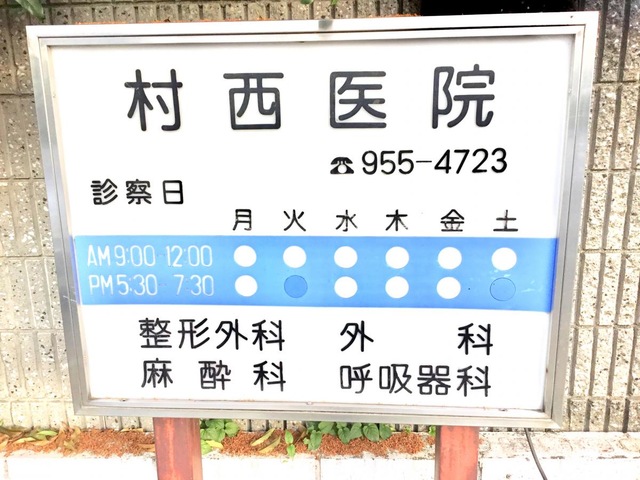 村西医院
☎955-4723
診察日
月 火 水 木 金 土
AM 9:00 12:00
PM 5:30 7:30
整形外科 外科
麻酔科 呼吸器科